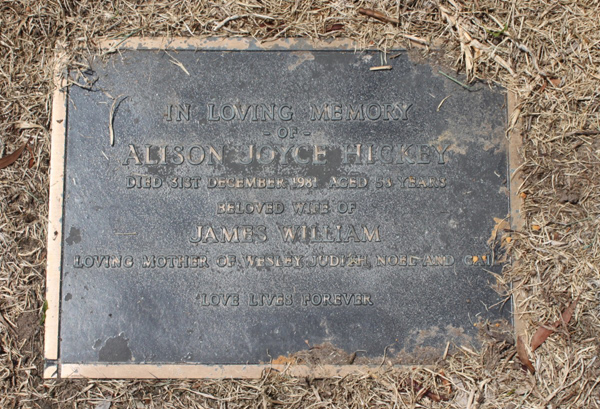 IN LOVING MEMORY
- OF -
ALISON JOYCE HICKEY
DIED 31ST DECEMBER 1981 AGED 58 YEARS
BELOVED WIFE OF
JAMES WILLIAM
LOVING MOTHER OF WESLEY, JUDITH, NOEL AND
LOVE LIVES FOREVER